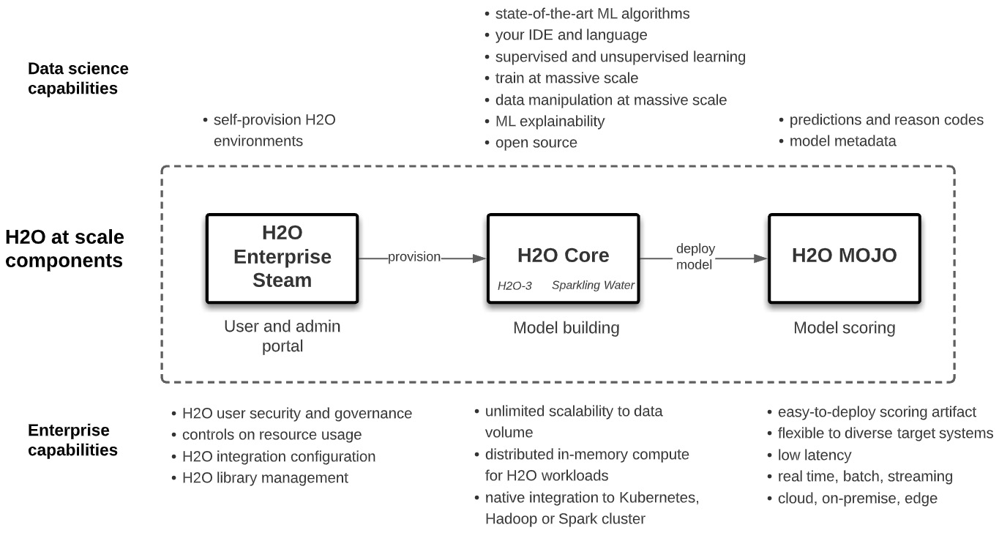 Data science
capabilities
• self-provision H2O
environments
• state-of-the-art ML algorithms
• your IDE and language
• supervised and unsupervised learning
• train at massive scale
• data manipulation at massive scale
• ML explainability
• open source
• predictions and reason codes
• model metadata
H2O at scale
components
H2O
Enterprise
Steam
User and admin
portal
provision
H2O Core
H2O-3 Sparkling Water
Model building
deploy
model
H2O MOJO
Model scoring
Enterprise
capabilities
• H2O user security and governance
• controls on resource usage
• H2O integration configuration
• H2O library management
• unlimited scalability to data
volume
• distributed in-memory compute
for H2O workloads
• native integration to Kubernetes,
Hadoop or Spark cluster
• easy-to-deploy scoring artifact
• flexible to diverse target systems
• low latency
• real time, batch, streaming
• cloud, on-premise, edge